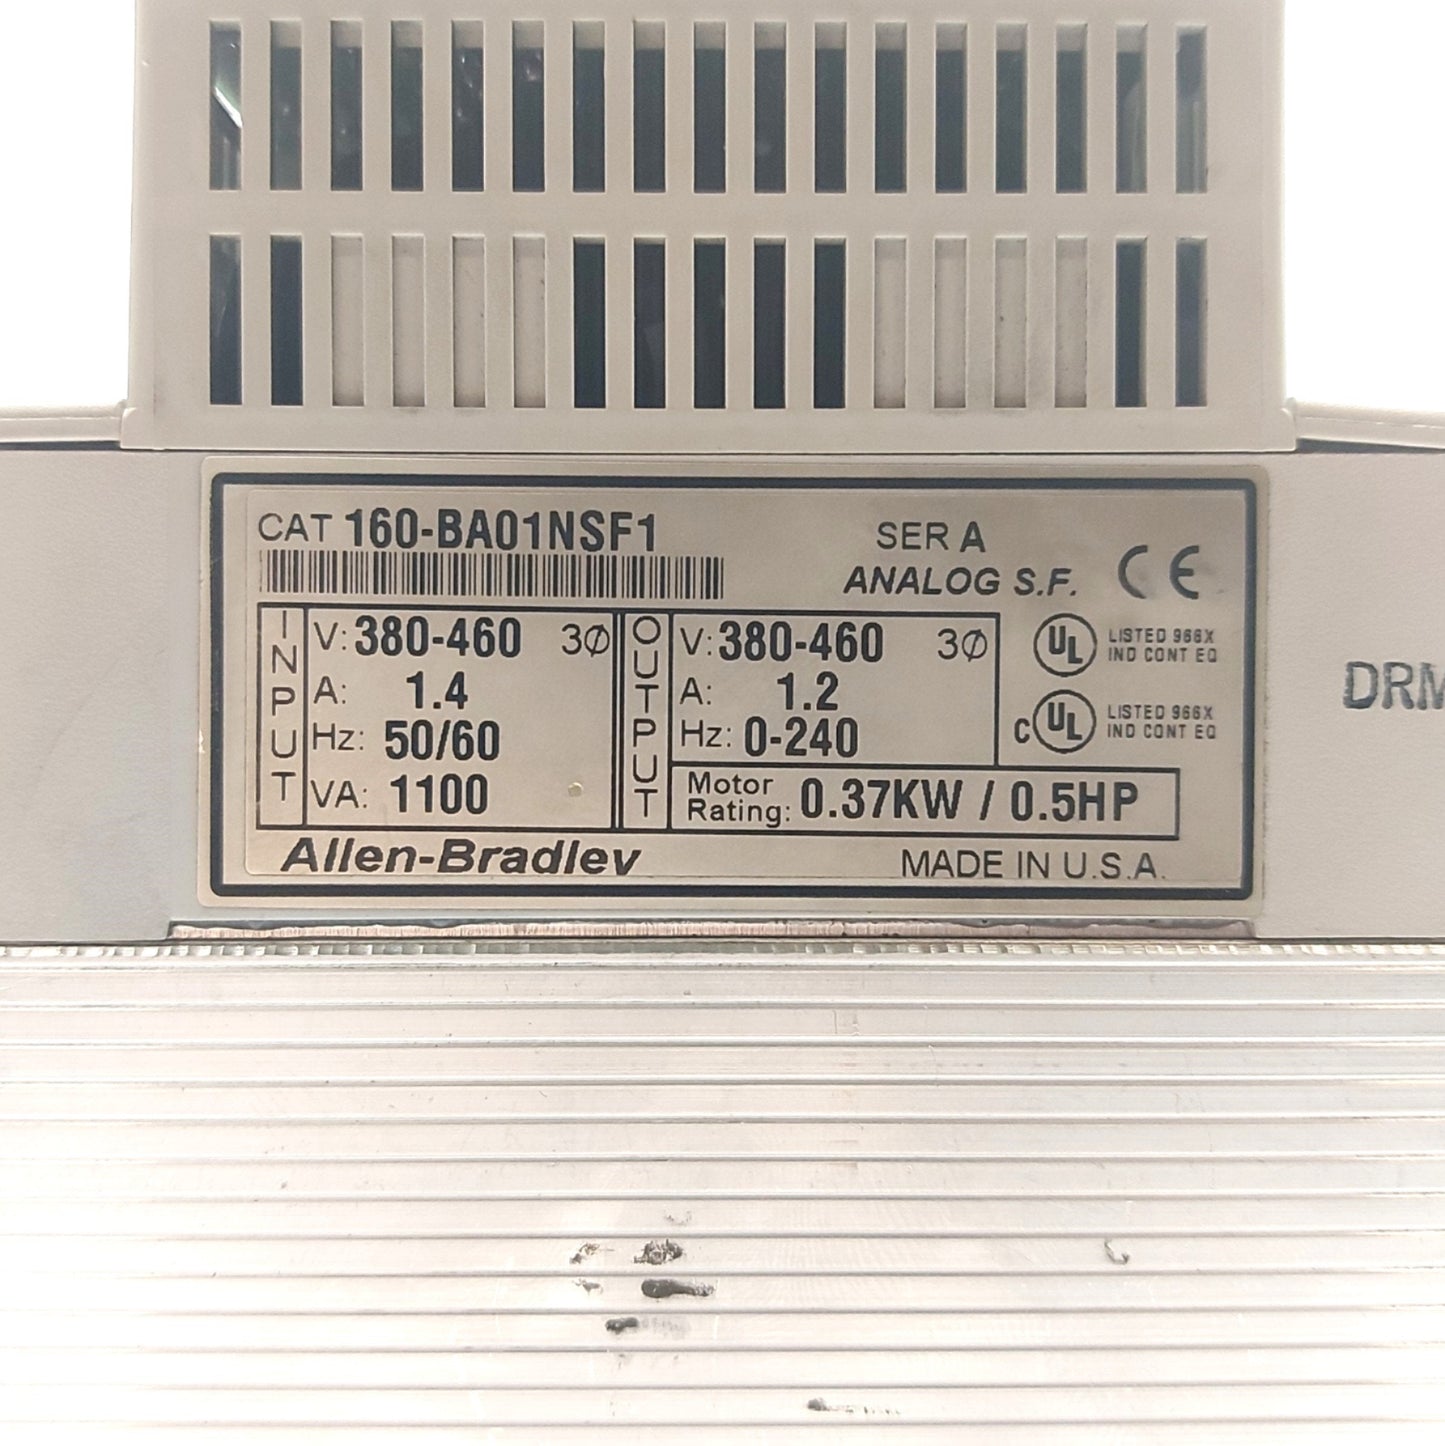 CAT 160-BA01NSF1
SER A
ANALOG S.F.
CE
INPUT
V: 380-460 3Ø
A: 1.4
Hz: 50/60
VA: 1100
OUTPUT
V: 380-460 3Ø
A: 1.2
Hz: 0-240
Motor
Rating: 0.37KW / 0.5HP
UL LISTED 966X
IND CONT EQ
C UL LISTED 966X
IND CONT EQ
Allen-Bradley
MADE IN U.S.A.
DRM